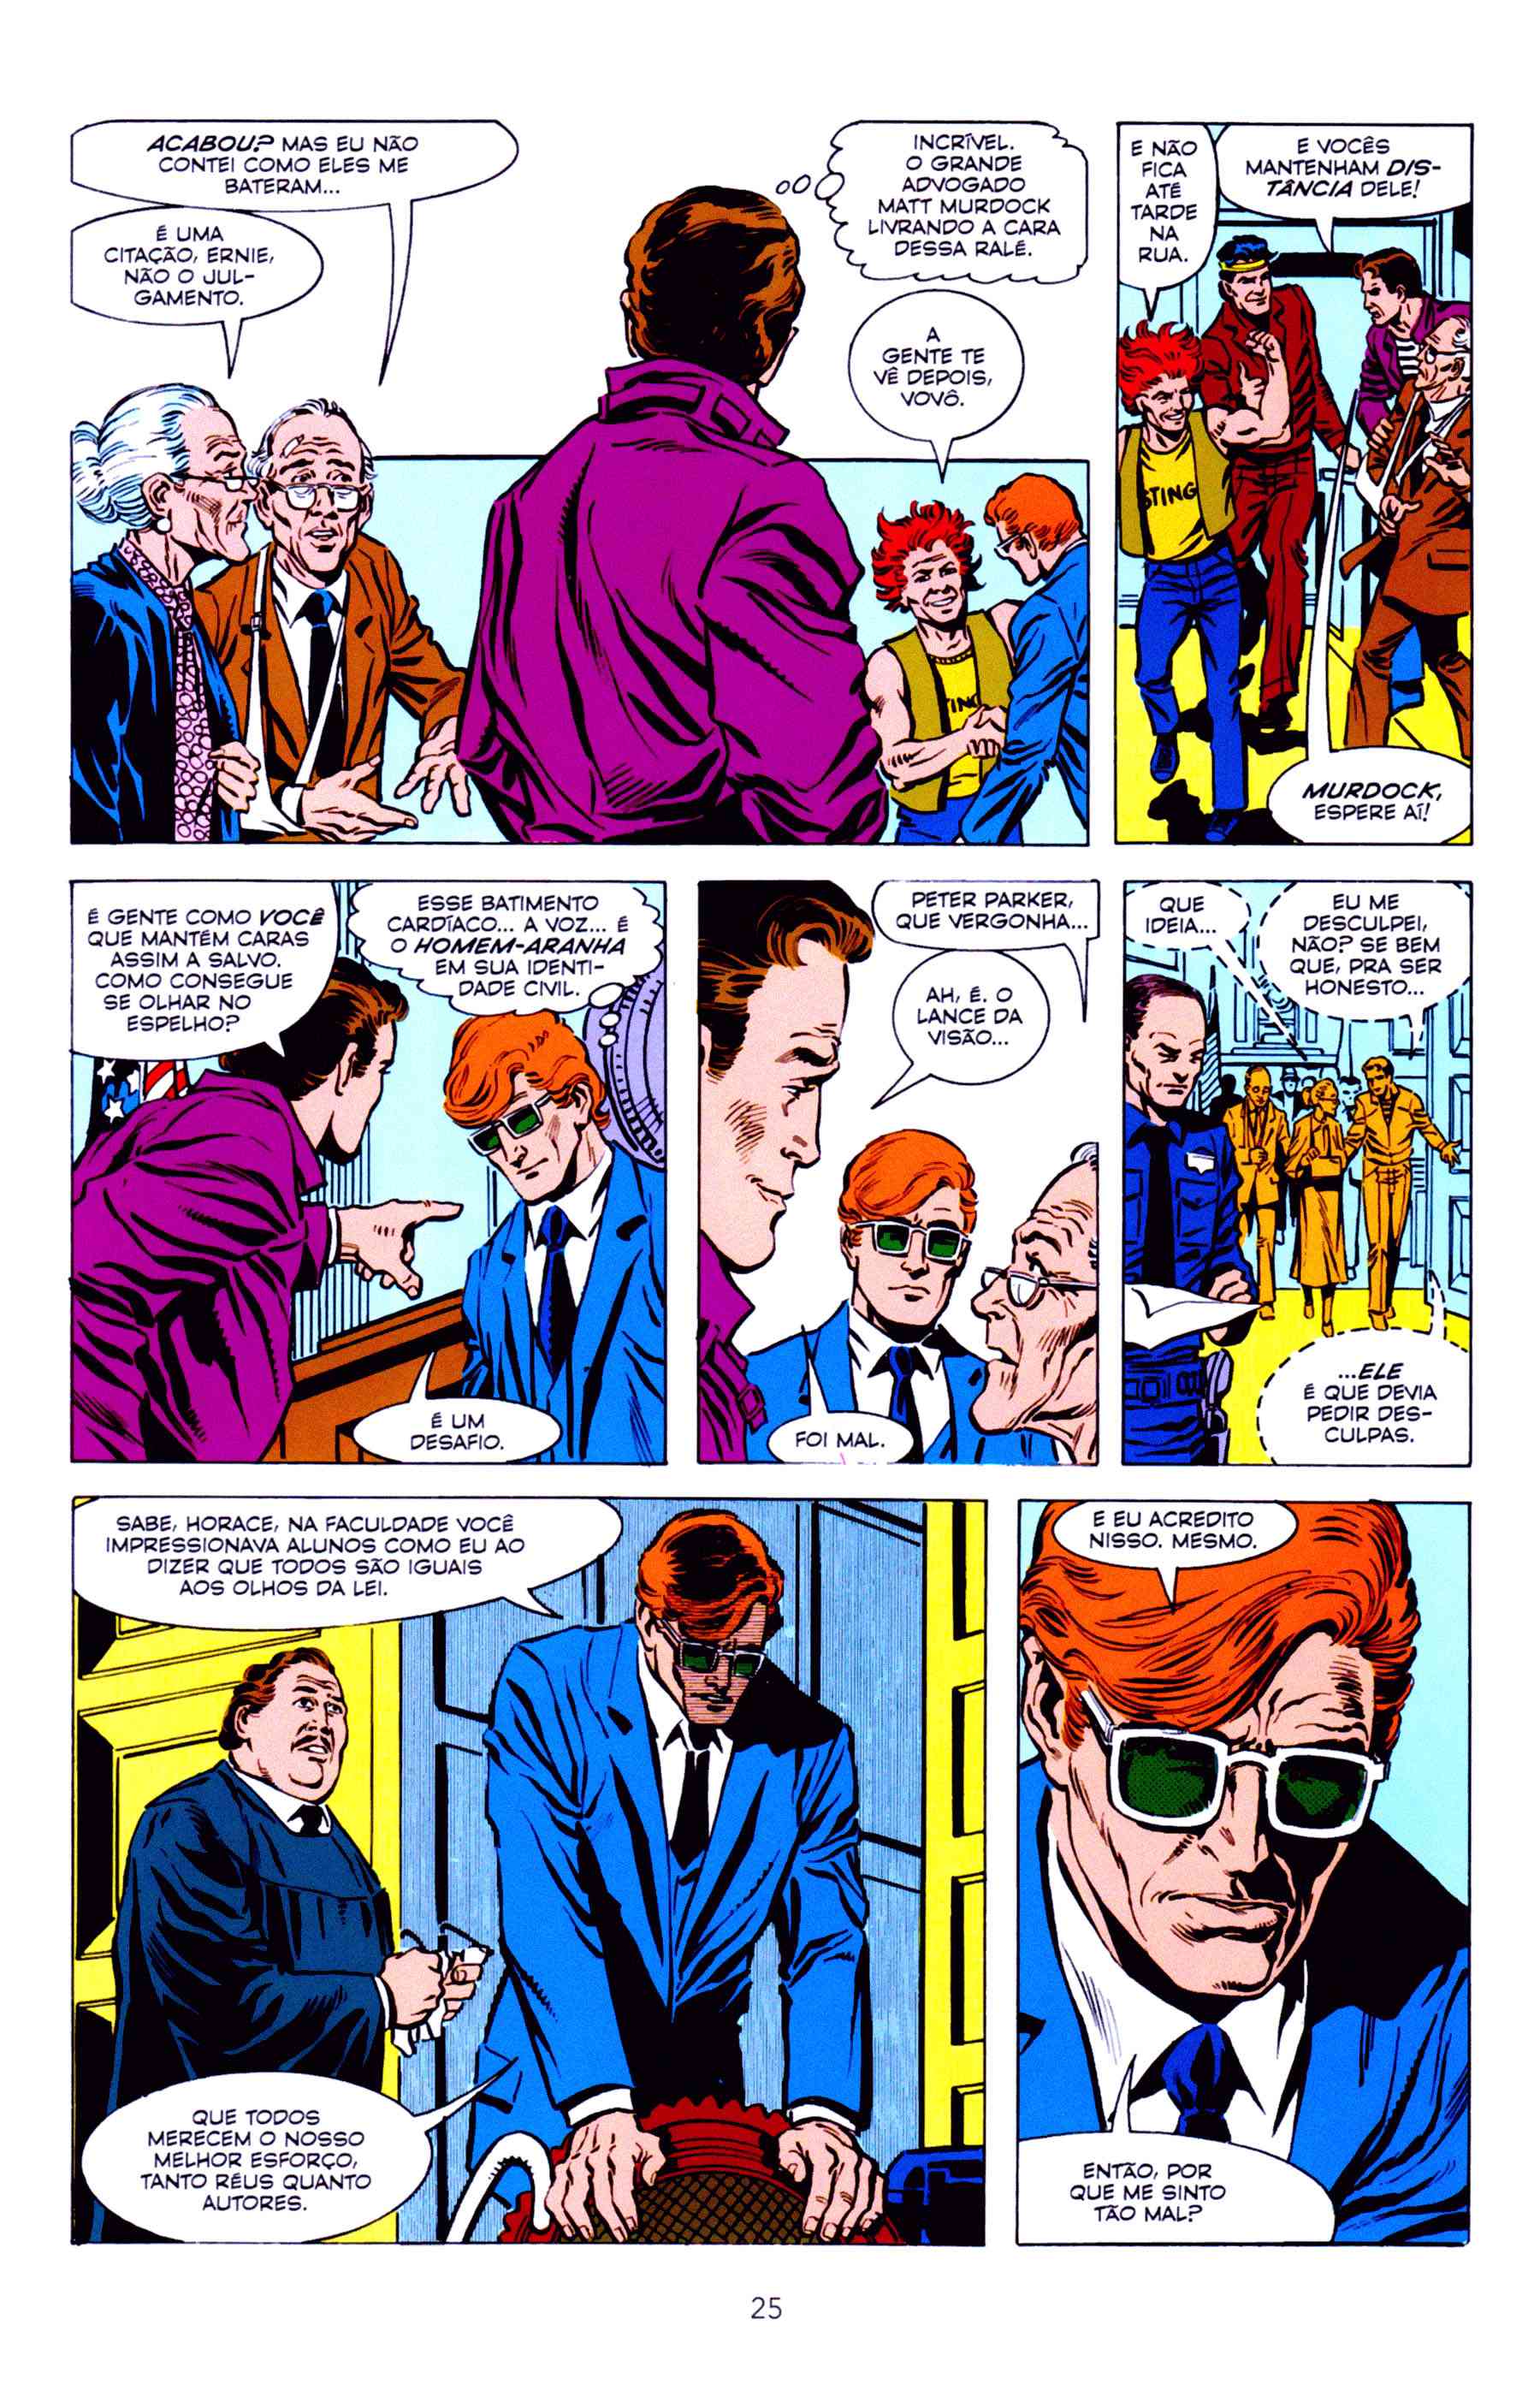 ACABOU? MAS EU NÃO
CONTEI COMO ELES ME
BATERAM...
É UMA
CITAÇÃO, ERNIE,
NÃO O JUL-
GAMENTO.
INCRÍVEL.
O GRANDE
ADVOGADO
MATT MURDOCK
LIVRANDO A CARA
DESSA RALÉ.
A
GENTE TE
VÊ DEPOIS,
VOVÔ.
TING
E NÃO
FICA
ATÉ
TARDE
NA
RUA.
E VOCÊS
MANTENHAM DIS-
TÂNCIA DELE!
STING
MURDOCK,
ESPERE AÍ!
É GENTE COMO VOCÊ
QUE MANTÉM CARAS
ASSIM A SALVO.
COMO CONSEGUE
SE OLHAR NO
ESPELHO?
ESSE BATIMENTO
CARDÍACO... A VOZ... É
O HOMEM-ARANHA
EM SUA IDENTI-
DADE CIVIL.
É UM
DESAFIO.
PETER PARKER,
QUE VERGONHA...
AH, É. O
LANCE DA
VISÃO...
FOI MAL.
QUE
IDEIA...
EU ME
DESCULPEI,
NÃO? SE BEM
QUE, PRA SER
HONESTO...
...ELE
É QUE DEVIA
PEDIR DES-
CULPAS.
SABE, HORACE, NA FACULDADE VOCÊ
IMPRESSIONAVA ALUNOS COMO EU AO
DIZER QUE TODOS SÃO IGUAIS
AOS OLHOS DA LEI.
QUE TODOS
MERECEM O NOSSO
MELHOR ESFORÇO,
TANTO RÉUS QUANTO
AUTORES.
E EU ACREDITO
NISSO. MESMO.
ENTÃO, POR
QUE ME SINTO
TÃO MAL?
25